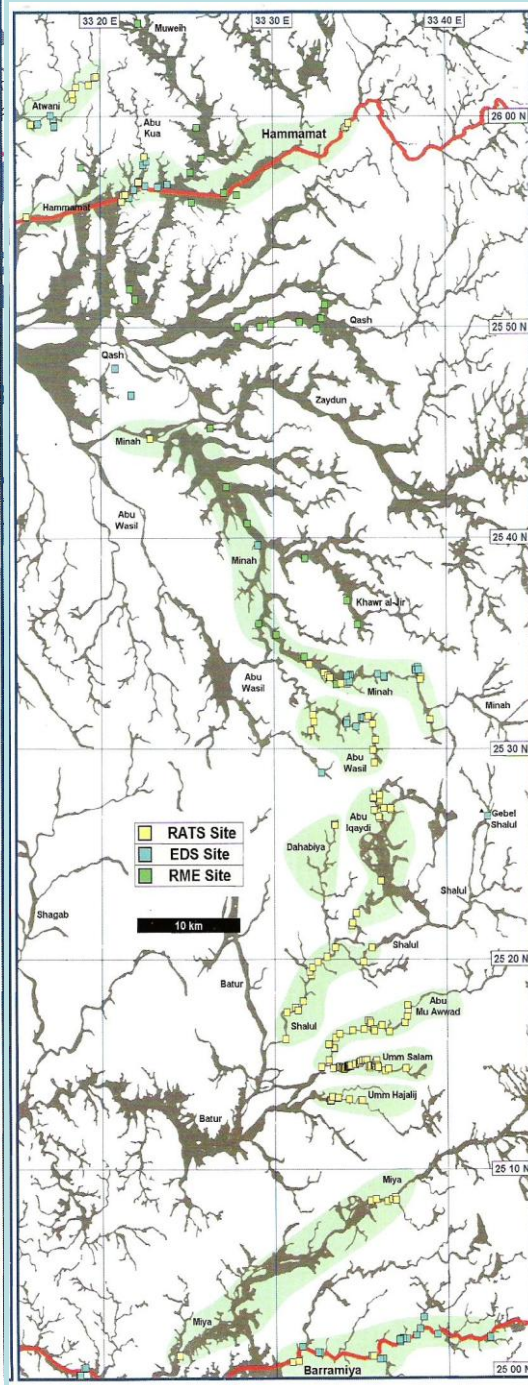 33 20 E
33 30 E
33 40 E
Muweih
Atwani
Abu
Kua
Hammamat
26 00 N
Hammamat
Qash
25 50 N
Qash
Zaydun
Minah
Abu
Wasil
25 40 N
Minah
Khawr al-Jir
Abu
Wasil
Minah
Minah
25 30 N
Abu
Wasil
Abu
Iqaydi
Gebel
Shalul
RATS Site
EDS Site
RME Site
Dahabiya
10 km
Shagab
Shalul
Shalul
25 20 N
Batur
Abu
Mu Awwad
Shalul
Umm Salam
Umm Hajalij
Batur
25 10 N
Miya
Miya
25 00 N
Barramiya